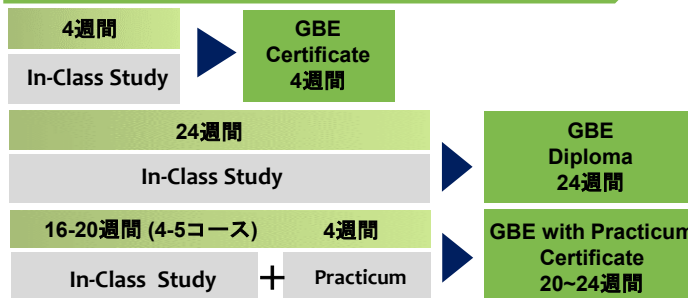 4週間
In-Class Study
GBE
Certificate
4週間
24週間
In-Class Study
GBE
Diploma
24週間
16-20週間 (4-5コース) 4週間
In-Class Study + Practicum
GBE with Practicum
Certificate
20~24週間